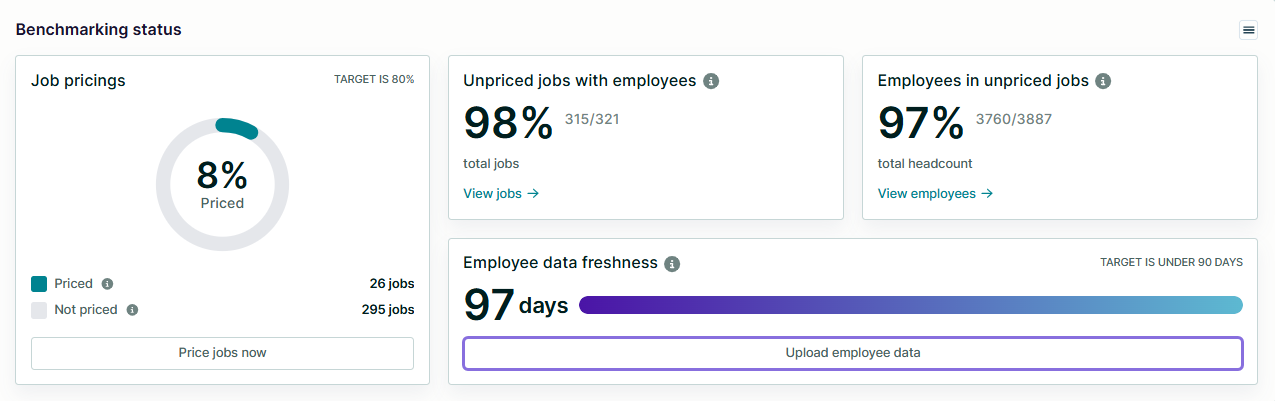 Benchmarking status
Job pricings
TARGET IS 80%
8%
Priced
Priced
26 jobs
Not priced
295 jobs
Price jobs now
Unpriced jobs with employees
98% 315/321
total jobs
View jobs →
Employees in unpriced jobs
97% 3760/3887
total headcount
View employees →
Employee data freshness
TARGET IS UNDER 90 DAYS
97 days
Upload employee data